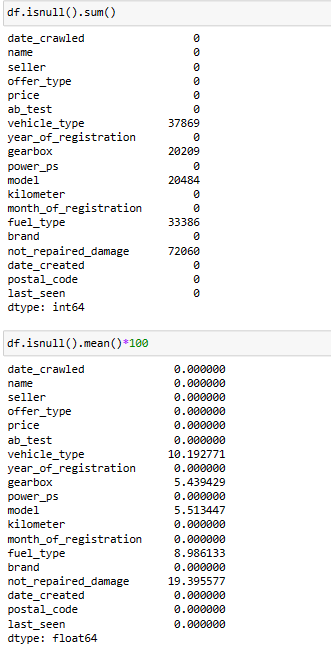 df.isnull().sum()
date_crawled 0
name 0
seller 0
offer_type 0
price 0
ab_test 0
vehicle_type 37869
year_of_registration 0
gearbox 20209
power_ps 0
model 20484
kilometer 0
month_of_registration 0
fuel_type 33386
brand 0
not_repaired_damage 72060
date_created 0
postal_code 0
last_seen 0
dtype: int64
df.isnull().mean()*100
date_crawled 0.000000
name 0.000000
seller 0.000000
offer_type 0.000000
price 0.000000
ab_test 0.000000
vehicle_type 10.192771
year_of_registration 0.000000
gearbox 5.439429
power_ps 0.000000
model 5.513447
kilometer 0.000000
month_of_registration 0.000000
fuel_type 8.986133
brand 0.000000
not_repaired_damage 19.395577
date_created 0.000000
postal_code 0.000000
last_seen 0.000000
dtype: float64